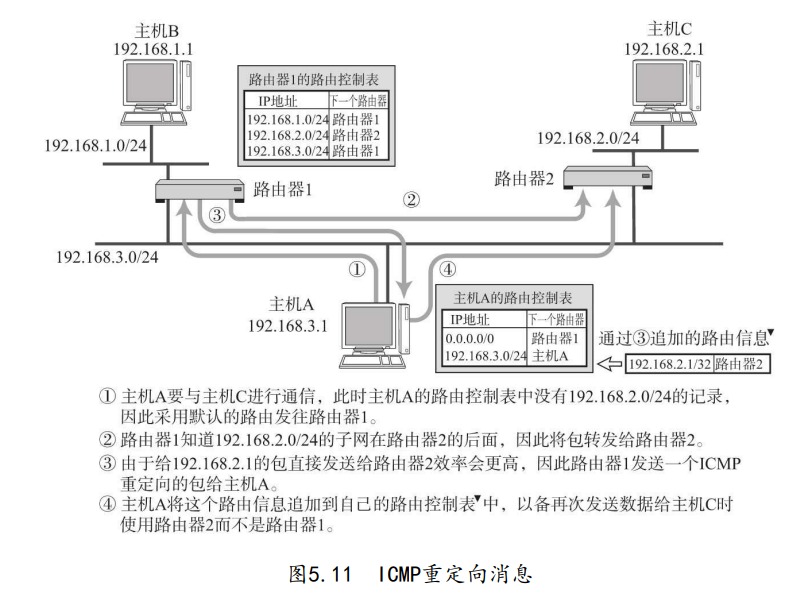 主机B
192.168.1.1
主机C
192.168.2.1
路由器1的路由控制表
IP地址 下一个路由器
192.168.1.0/24 路由器1
192.168.2.0/24 路由器2
192.168.3.0/24 路由器1
192.168.1.0/24
192.168.2.0/24
路由器1
路由器2
②
③
192.168.3.0/24
①
④
主机A
192.168.3.1
主机A的路由控制表
IP地址 下一个路由器
0.0.0.0/0 路由器1
192.168.3.0/24 主机A
通过③追加的路由信息▼
192.168.2.1/32 路由器2
① 主机A要与主机C进行通信，此时主机A的路由控制表中没有192.168.2.0/24的记录，
因此采用默认的路由发往路由器1。
② 路由器1知道192.168.2.0/24的子网在路由器2的后面，因此将包转发给路由器2。
③ 由于给192.168.2.1的包直接发送给路由器2效率会更高，因此路由器1发送一个ICMP
重定向的包给主机A。
④ 主机A将这个路由信息追加到自己的路由控制表▼中，以备再次发送数据给主机C时
使用路由器2而不是路由器1。
图5.11 ICMP重定向消息